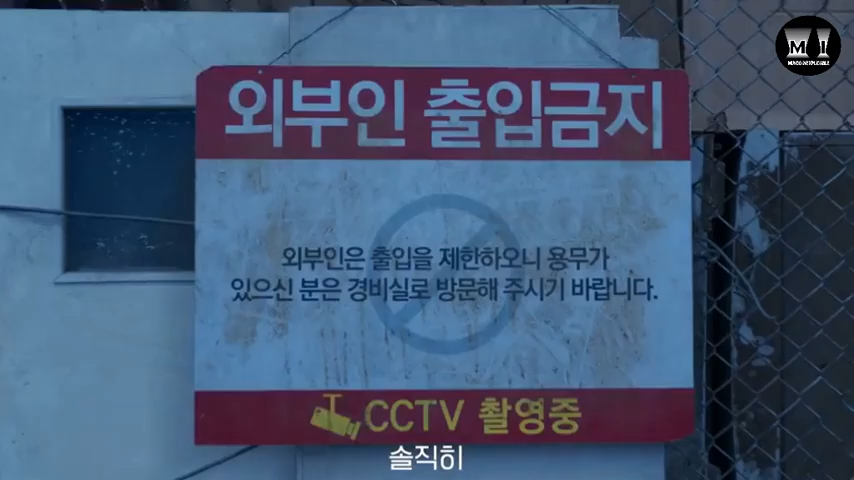 외부인 출입금지
외부인은 출입을 제한하오니 용무가
있으신 분은 경비실로 방문해 주시기 바랍니다.
CCTV 촬영중
솔직히
MI